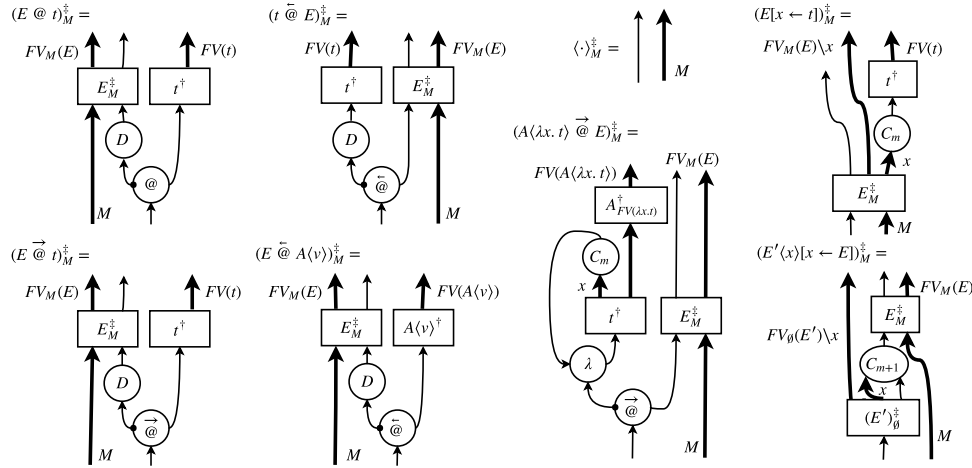 (E @ t)‡M =
FVM(E)
FV(t)
E‡M
t†
D
@
M
(t @← E)‡M =
FV(t)
FVM(E)
t†
E‡M
D
@←
M
⟨·⟩‡M =
M
(E[x ← t])‡M =
FVM(E)\x
FV(t)
t†
Cm
x
E‡M
M
(E @→ t)‡M =
FVM(E)
FV(t)
E‡M
t†
D
@→
M
(E @← A⟨v⟩)‡M =
FVM(E)
FV(A⟨v⟩)
E‡M
A⟨v⟩†
D
@←
M
(A⟨λx. t⟩ @→ E)‡M =
FV(A⟨λx. t⟩)
FVM(E)
A†FV(λx.t)
Cm
x
t†
E‡M
λ
@→
M
(E′⟨x⟩[x ← E])‡M =
FVM(E)
E‡M
FV∅(E′)\x
Cm+1
x
(E′)‡∅
M